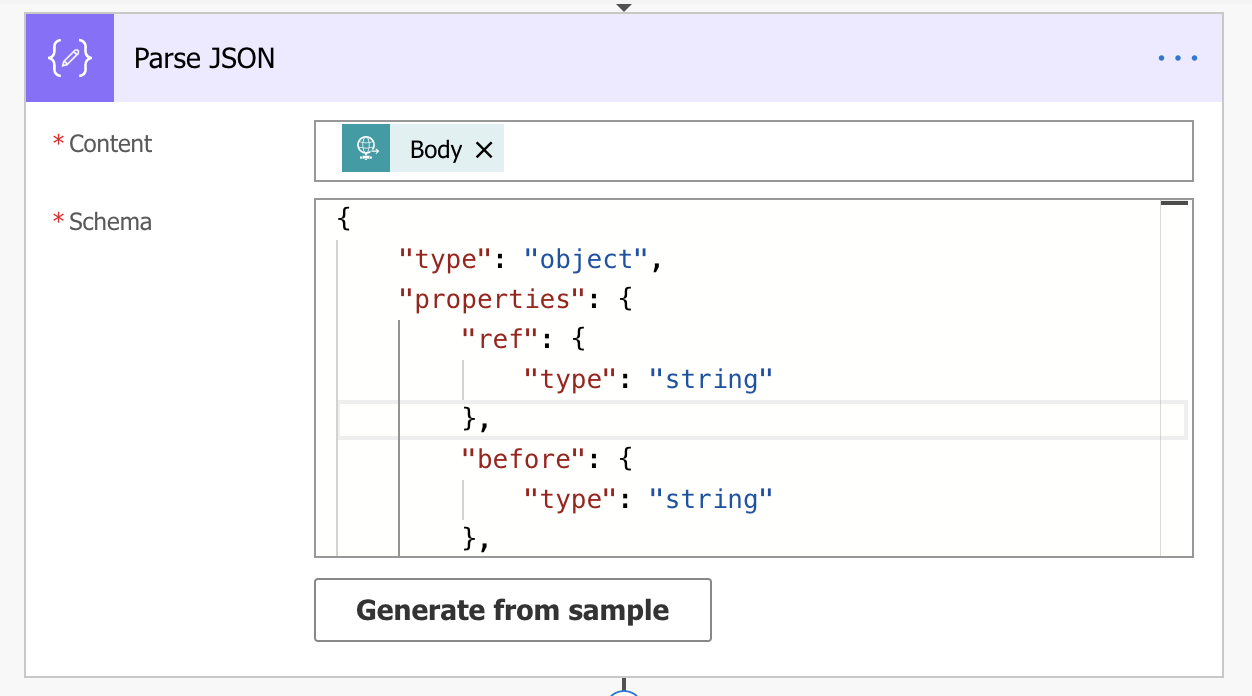 Parse JSON
* Content
Body
* Schema
{
"type": "object",
"properties": {
"ref": {
"type": "string"
},
"before": {
"type": "string"
},
Generate from sample